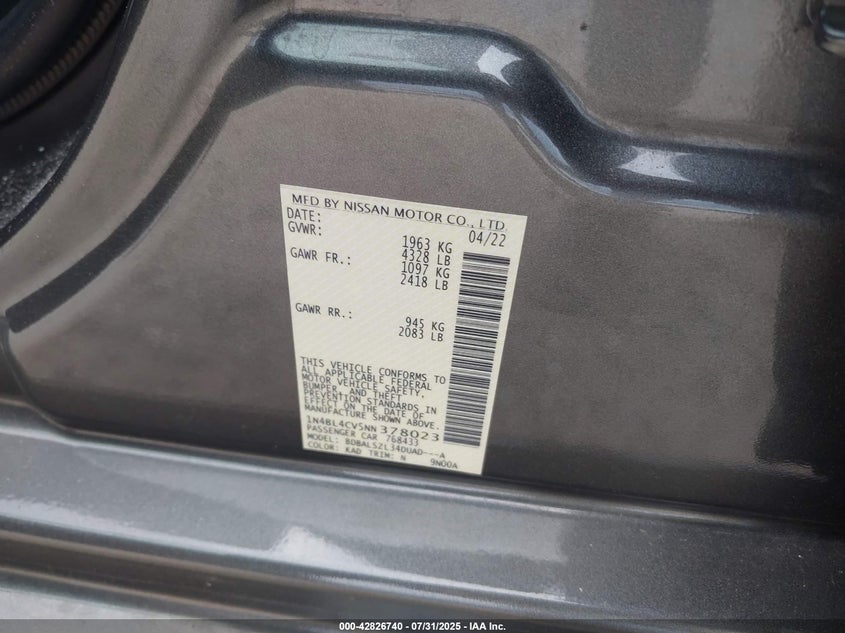 MFD BY NISSAN MOTOR CO., LTD.
DATE: 04/22
GVWR: 1963 KG
4328 LB
GAWR FR.: 1097 KG
2418 LB
GAWR RR.: 945 KG
2083 LB
THIS VEHICLE CONFORMS TO
ALL APPLICABLE FEDERAL
MOTOR VEHICLE SAFETY,
BUMPER, AND THEFT
PREVENTION STANDARDS IN
EFFECT ON THE DATE OF
MANUFACTURE SHOWN ABOVE.
1N4BL4CV5NN378023
PASSENGER CAR 768433
MODEL: BDBALSZL34DUAD---A
COLOR: KAD TRIM: N 9N00A
000-42826740 - 07/31/2025 - IAA Inc.